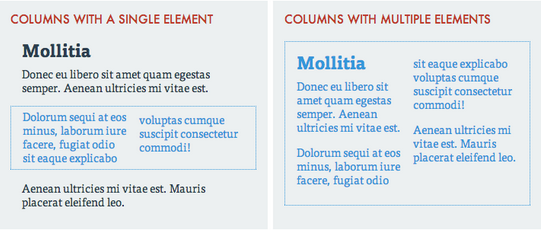 COLUMNS WITH A SINGLE ELEMENT
Mollitia
Donec eu libero sit amet quam egestas
semper. Aenean ultricies mi vitae est.
Dolorum sequi at eos
minus, laborum iure
facere, fugiat odio
sit eaque explicabo
voluptas cumque
suscipit consectetur
commodi!
Aenean ultricies mi vitae est. Mauris
placerat eleifend leo.
COLUMNS WITH MULTIPLE ELEMENTS
Mollitia
Donec eu libero sit
amet quam egestas
semper. Aenean
ultricies mi vitae est.
Dolorum sequi at eos
minus, laborum iure
facere, fugiat odio
sit eaque explicabo
voluptas cumque
suscipit consectetur
commodi!
Aenean ultricies mi
vitae est. Mauris
placerat eleifend leo.